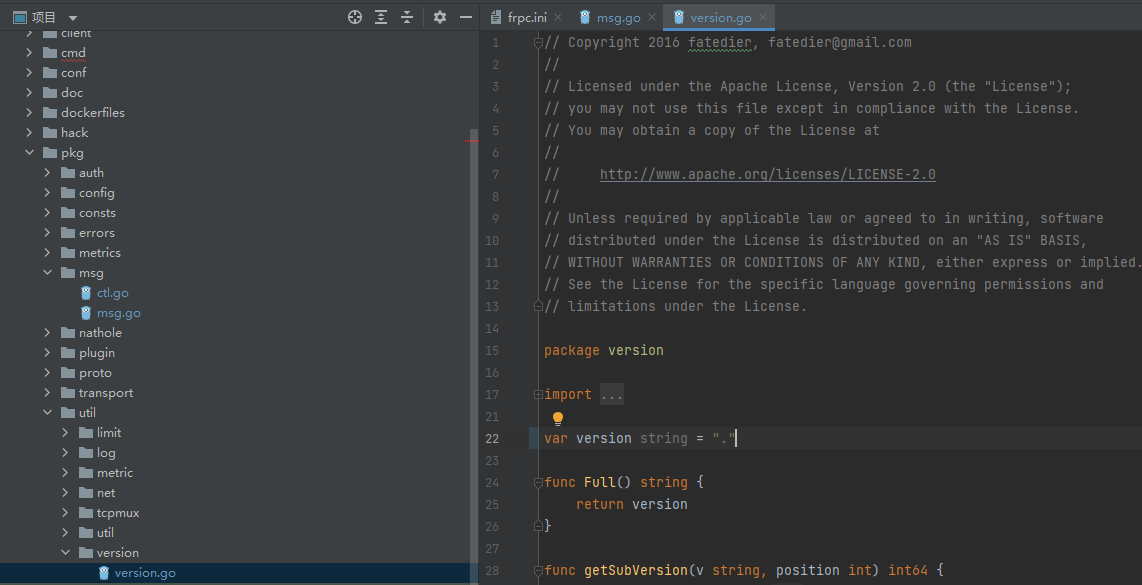 项目
client
cmd
conf
doc
dockerfiles
hack
pkg
auth
config
consts
errors
metrics
msg
ctl.go
msg.go
nathole
plugin
proto
transport
util
limit
log
metric
net
tcpmux
util
version
version.go
frpc.ini
msg.go
version.go
1 // Copyright 2016 fatedier, fatedier@gmail.com
2 //
3 // Licensed under the Apache License, Version 2.0 (the "License");
4 // you may not use this file except in compliance with the License.
5 // You may obtain a copy of the License at
6 //
7 //     http://www.apache.org/licenses/LICENSE-2.0
8 //
9 // Unless required by applicable law or agreed to in writing, software
10 // distributed under the License is distributed on an "AS IS" BASIS,
11 // WITHOUT WARRANTIES OR CONDITIONS OF ANY KIND, either express or implied.
12 // See the License for the specific language governing permissions and
13 // limitations under the License.
14
15 package version
16
17 import ...
21
22 var version string = "."
23
24 func Full() string {
25     return version
26 }
27
28 func getSubVersion(v string, position int) int64 {